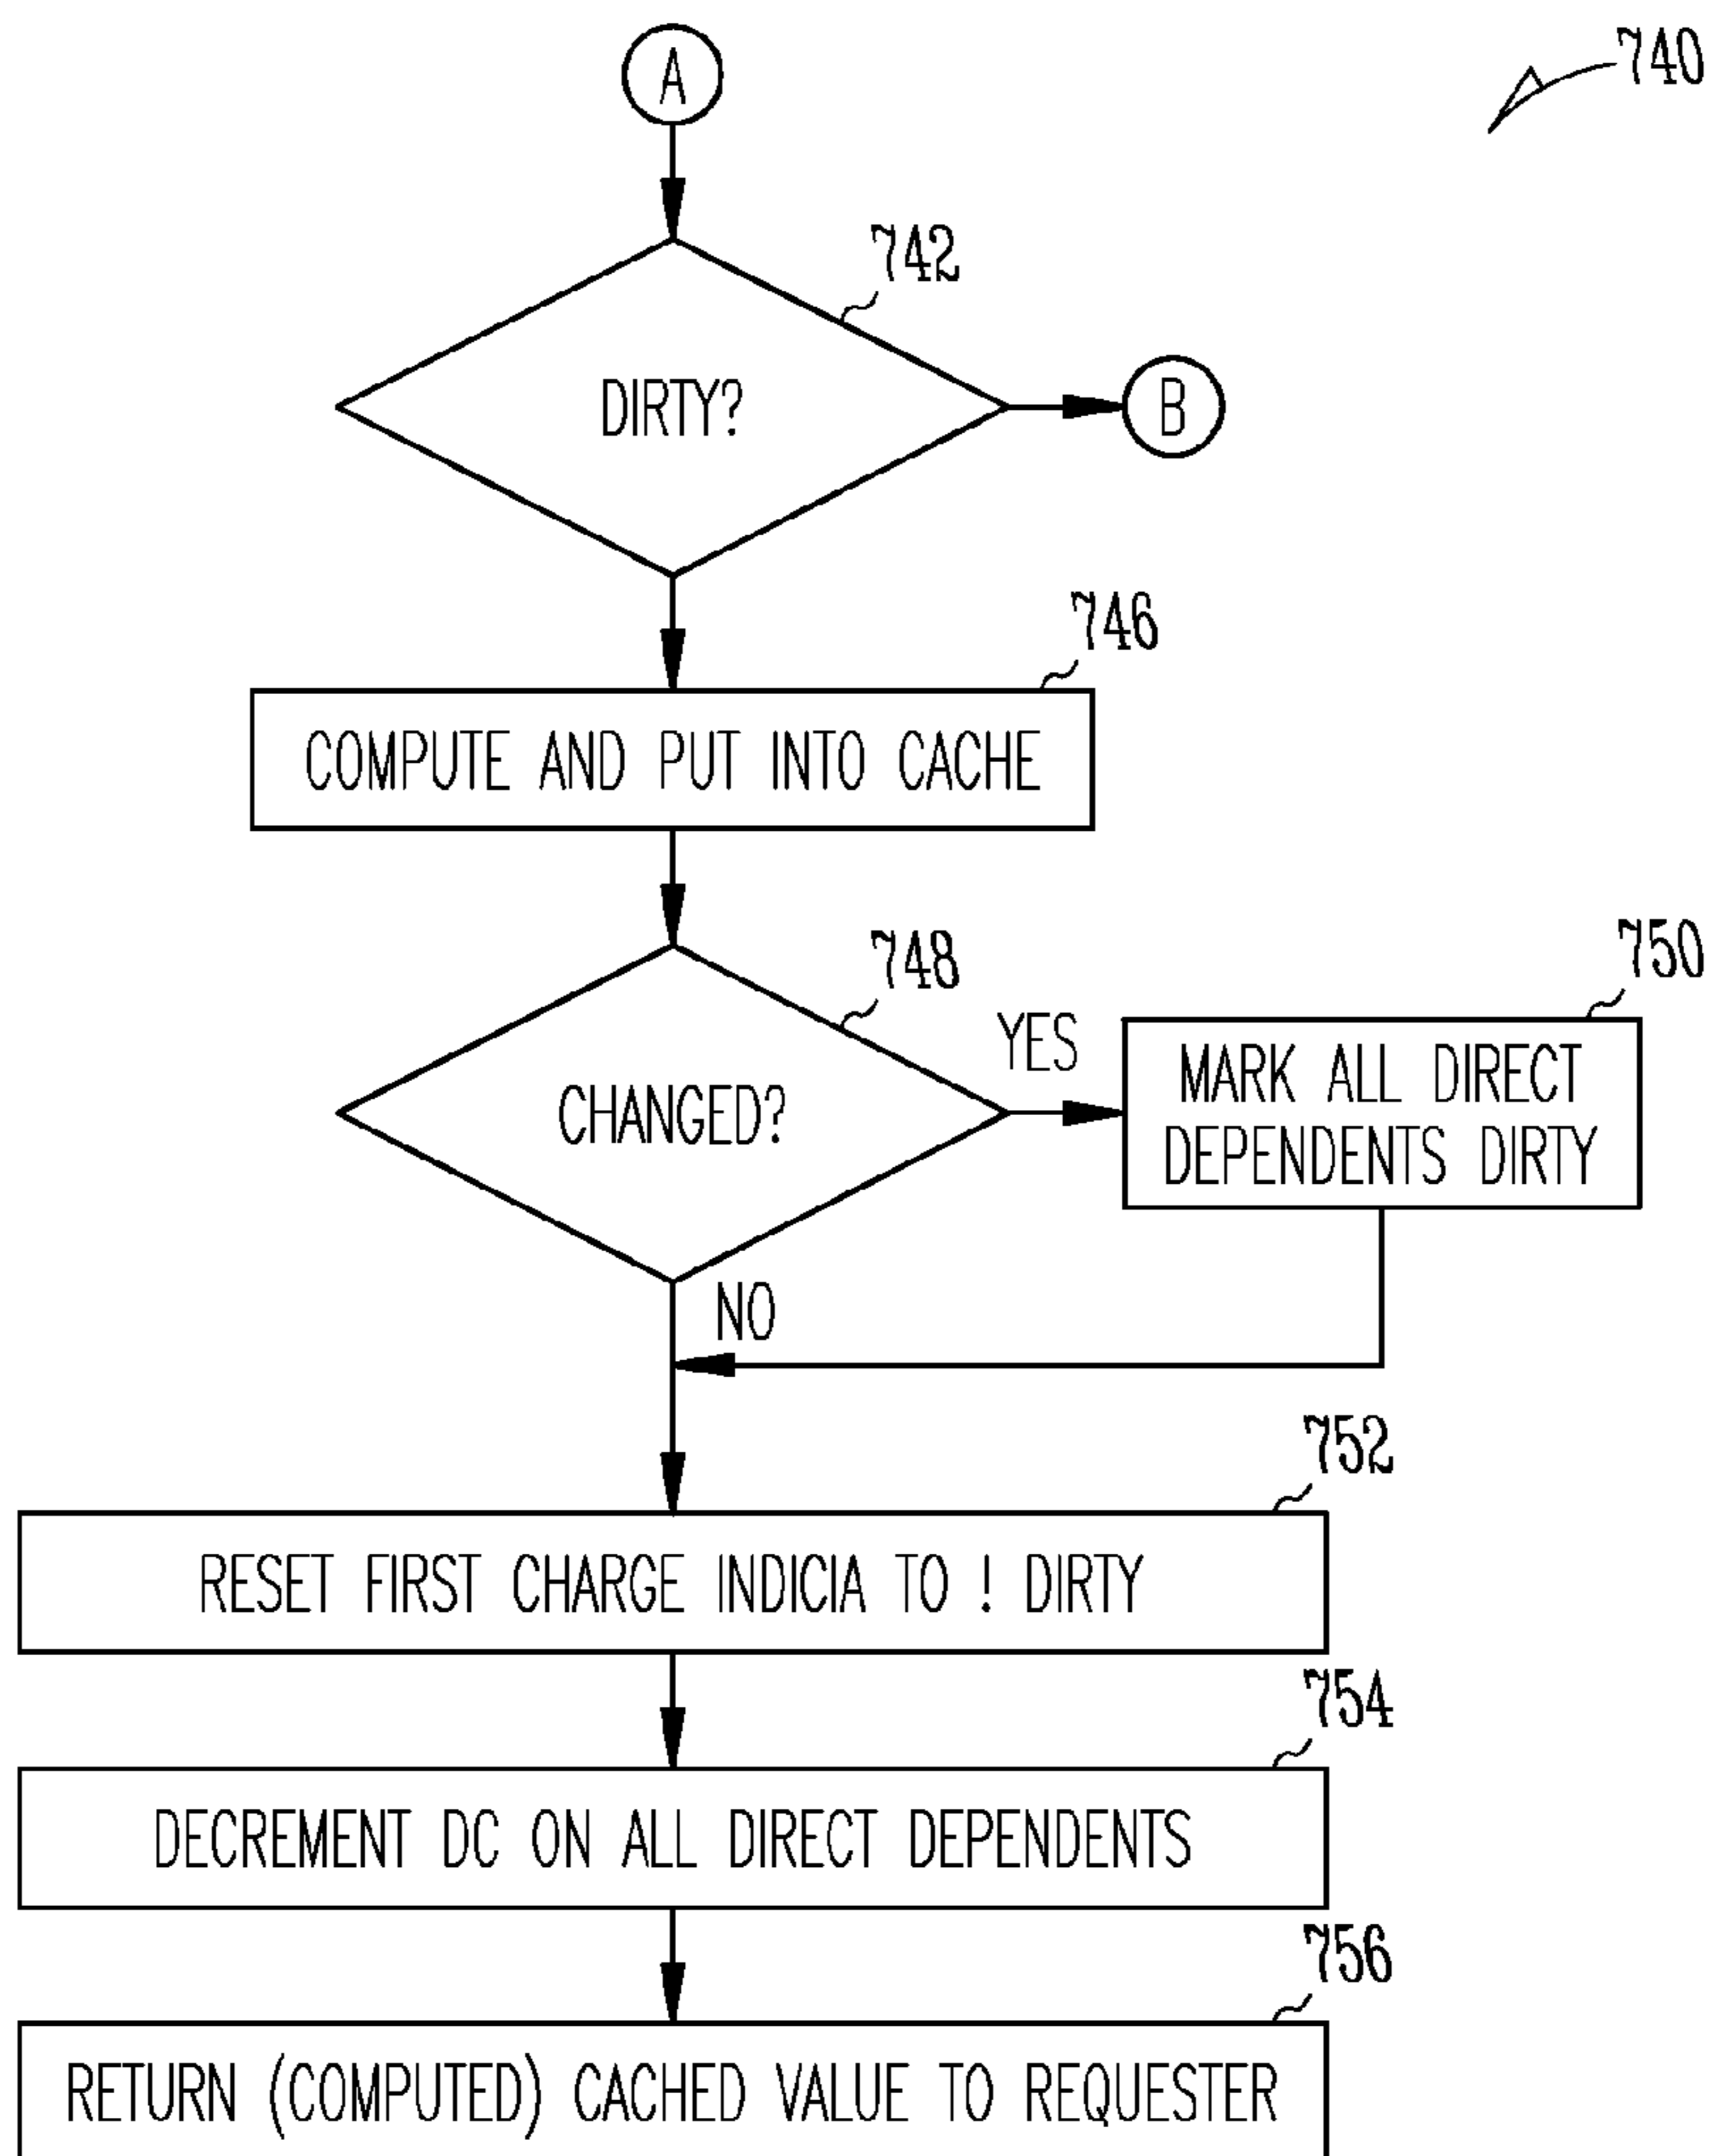 A
740
742
DIRTY?
B
746
COMPUTE AND PUT INTO CACHE
748
750
YES
CHANGED?
MARK ALL DIRECT
DEPENDENTS DIRTY
NO
752
RESET FIRST CHARGE INDICIA TO ! DIRTY
754
DECREMENT DC ON ALL DIRECT DEPENDENTS
756
RETURN (COMPUTED) CACHED VALUE TO REQUESTER